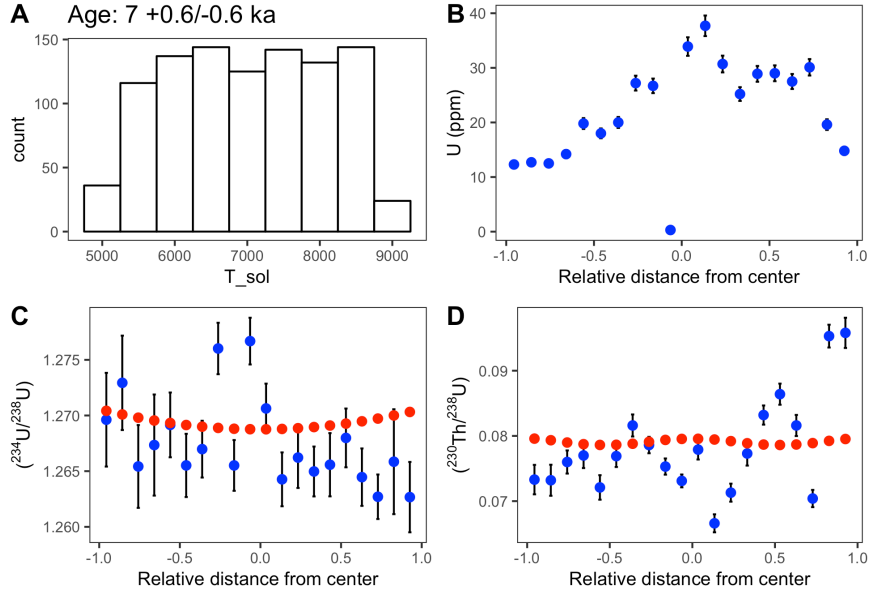 A
Age: 7 +0.6/-0.6 ka
150
100
50
0
count
5000 6000 7000 8000 9000
T_sol
B
40
30
20
10
0
U (ppm)
-1.0 -0.5 0.0 0.5 1.0
Relative distance from center
C
1.275
1.270
1.265
1.260
(²³⁴U/²³⁸U)
-1.0 -0.5 0.0 0.5 1.0
Relative distance from center
D
0.09
0.08
0.07
(²³⁰Th/²³⁸U)
-1.0 -0.5 0.0 0.5 1.0
Relative distance from center